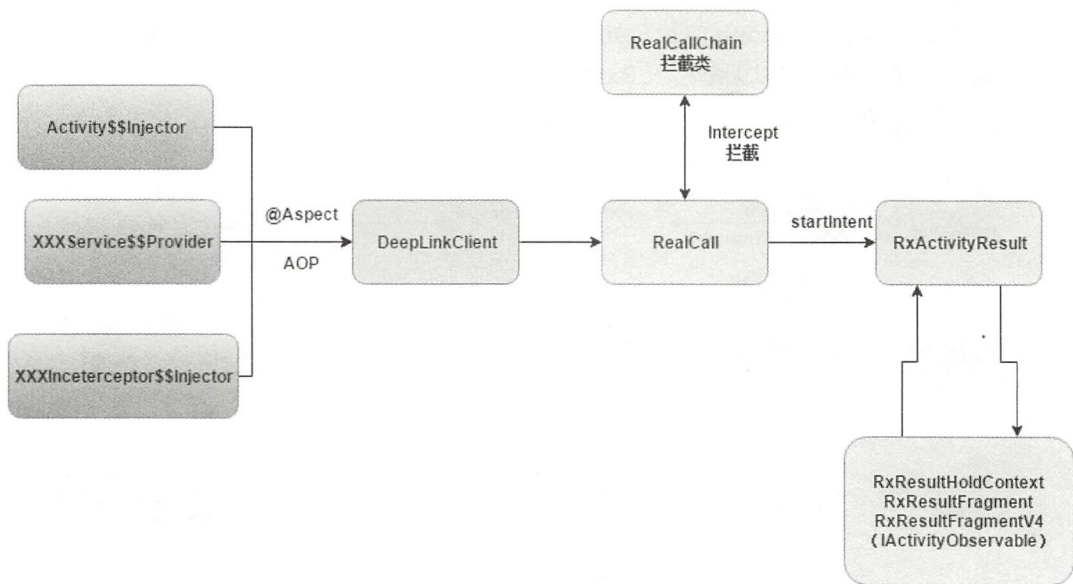 RealCallChain
拦截类
Activity$$Injector
Intercept
拦截
@Aspect
XXXService$$Provider
DeepLinkClient
RealCall
startIntent
RxActivityResult
AOP
XXXInceterceptor$$Injector
RxResultHoldContext
RxResultFragment
RxResultFragmentV4
(IActivityObservable)